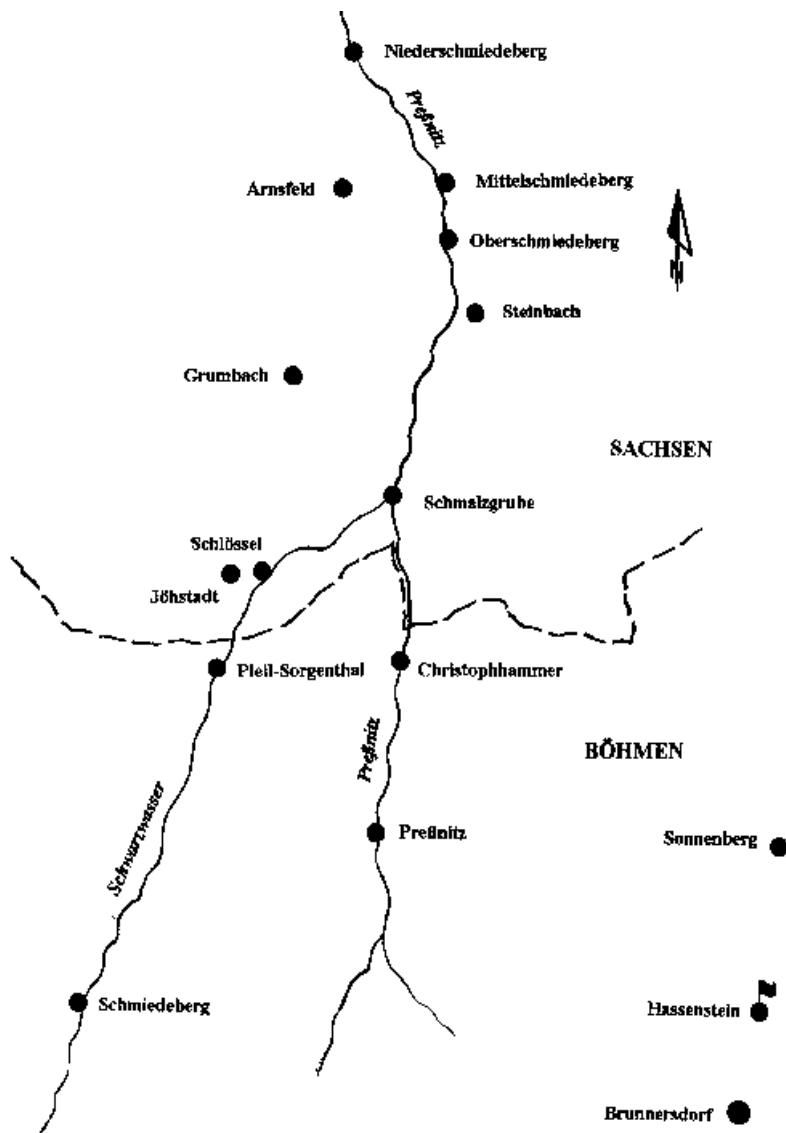 Niederschmiedeberg
Preßnitz
Mittelschmiedeberg
Arnsfeld
Oberschmiedeberg
N
Steinbach
Grumbach
SACHSEN
Schmalzgrube
Schlössel
Jöhstadt
Pleil-Sorgenthal
Christophhammer
Preßnitz
BÖHMEN
Schwarzwasser
Preßnitz
Sonnenberg
Schmiedeberg
Hassenstein
Brunnersdorf